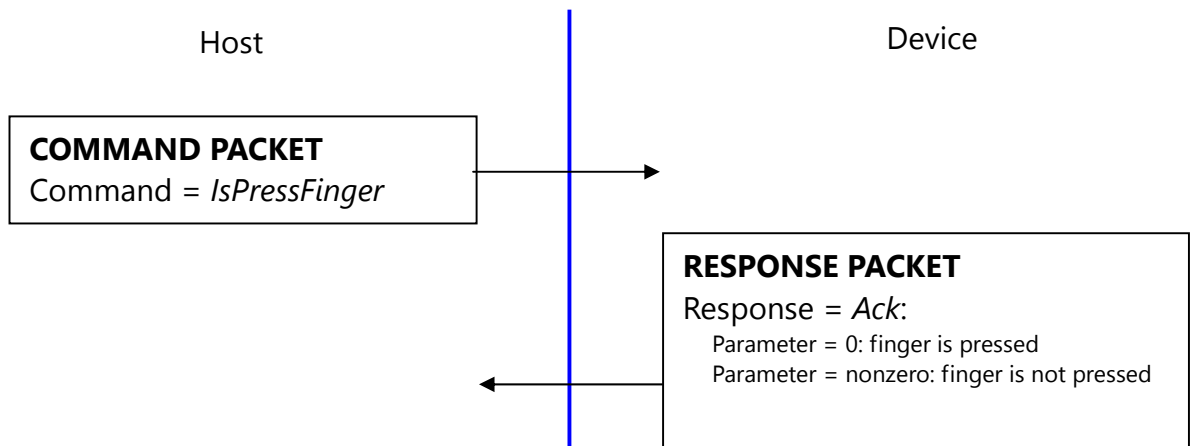 Host
Device
COMMAND PACKET
Command = IsPressFinger
RESPONSE PACKET
Response = Ack:
Parameter = 0: finger is pressed
Parameter = nonzero: finger is not pressed